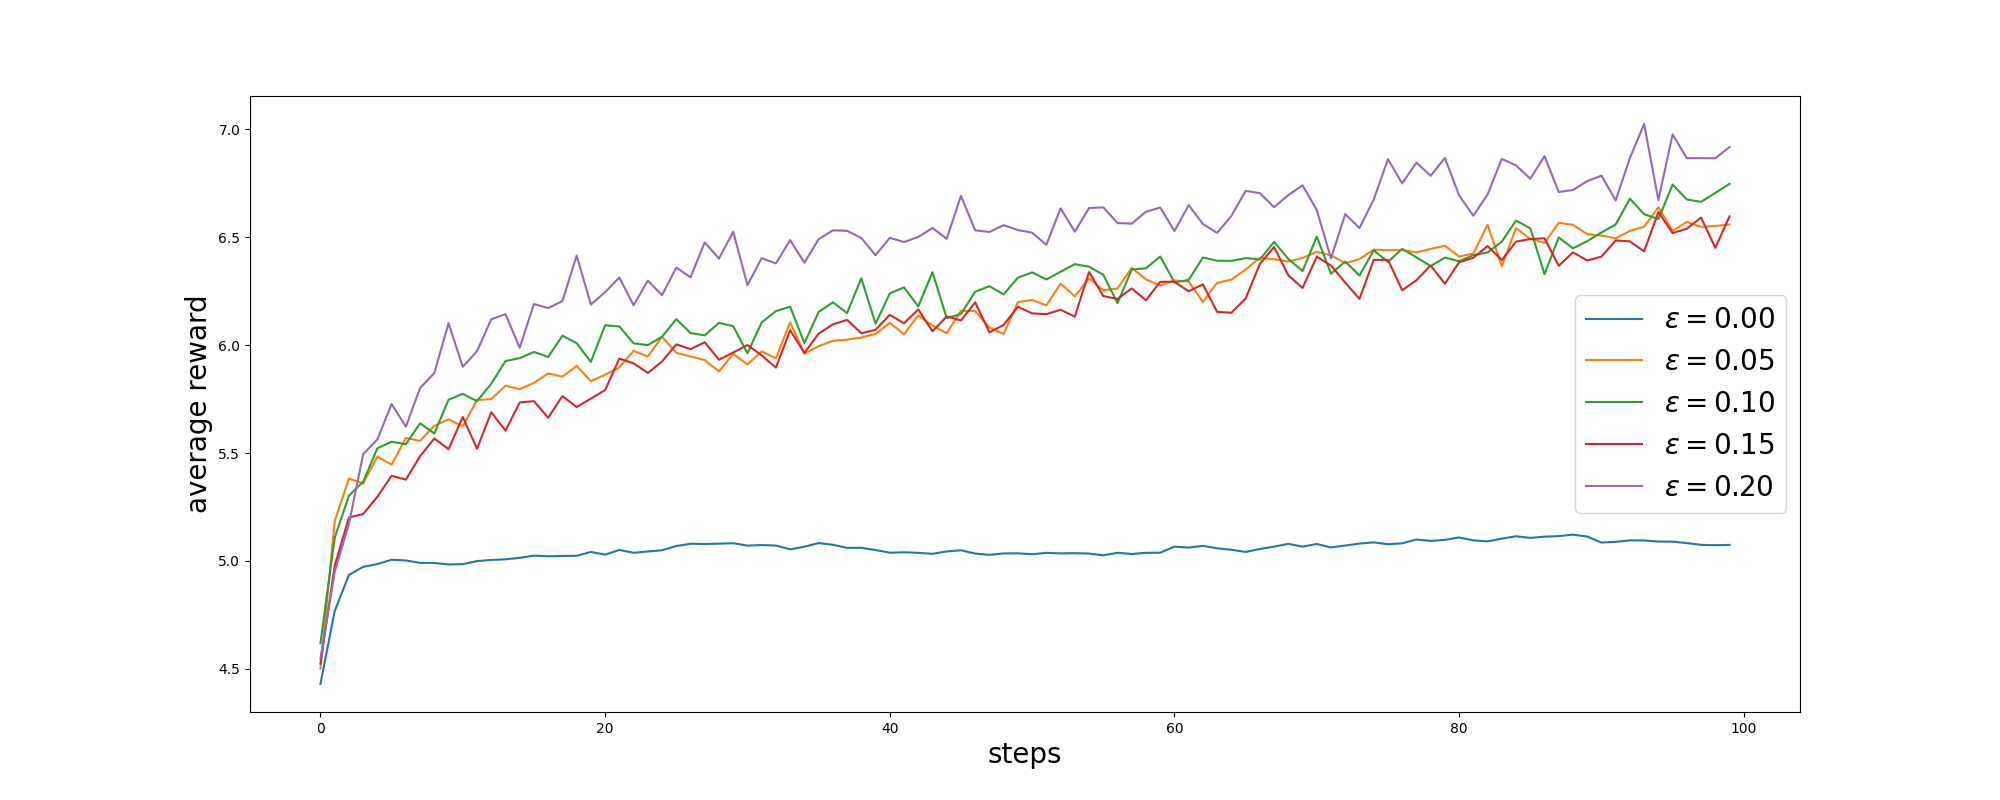 7.0
6.5
6.0
5.5
5.0
4.5
average reward
0 20 40 60 80 100
steps
ε = 0.00
ε = 0.05
ε = 0.10
ε = 0.15
ε = 0.20